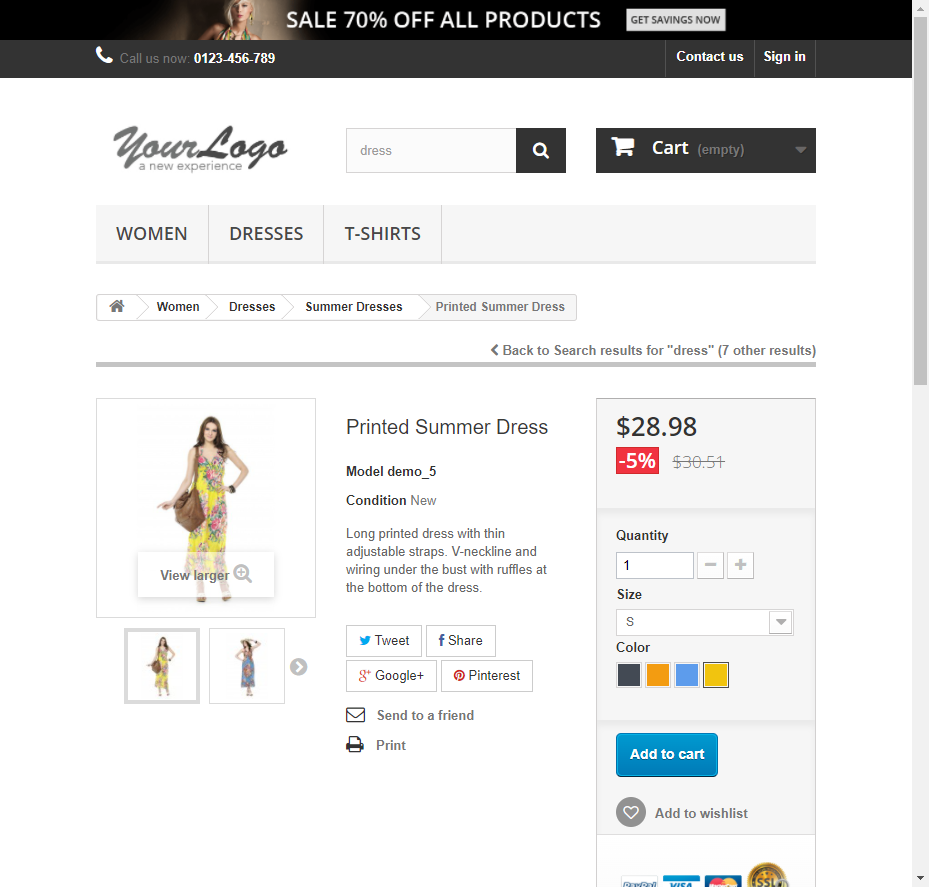 SALE 70% OFF ALL PRODUCTS GET SAVINGS NOW
Call us now: 0123-456-789 Contact us Sign in
YourLogo
a new experience
dress
Cart (empty)
WOMEN DRESSES T-SHIRTS
Women Dresses Summer Dresses Printed Summer Dress
Back to Search results for "dress" (7 other results)
View larger
Printed Summer Dress
Model demo_5
Condition New
Long printed dress with thin
adjustable straps. V-neckline and
wiring under the bust with ruffles at
the bottom of the dress.
Tweet Share
Google+ Pinterest
Send to a friend
Print
$28.98
-5% $30.51
Quantity
1
Size
S
Color
Add to cart
Add to wishlist
PayPal VISA MasterCard SSL